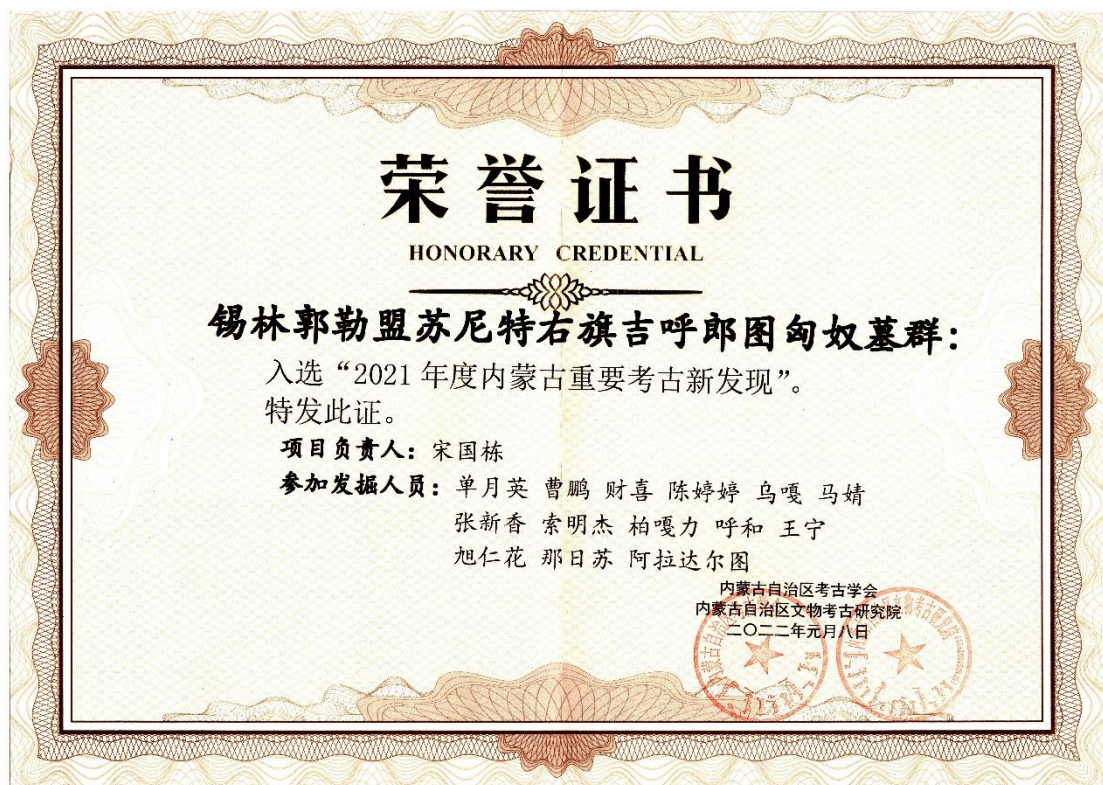 荣誉证书
HONORARY CREDENTIAL
锡林郭勒盟苏尼特右旗吉呼郎图匈奴墓群：
入选“2021年度内蒙古重要考古新发现”。
特发此证。
项目负责人：宋国栋
参加发掘人员：单月英 曹鹏 财喜 陈婷婷 乌嘎 马婧
张新香 索明杰 柏嘎力 呼和 王宁
旭仁花 那日苏 阿拉达尔图
内蒙古自治区考古学会
内蒙古自治区文物考古研究院
二〇二二年元月八日